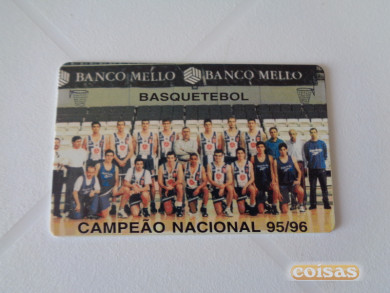 BANCO MELLO BANCO MELLO
BASQUETEBOL
CAMPEÃO NACIONAL 95/96
coisas